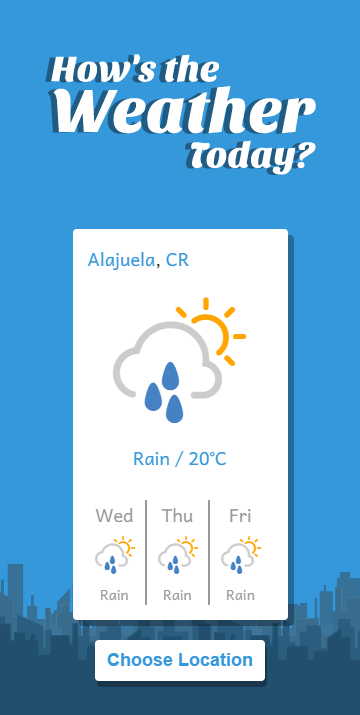 How's the
Weather
Today?
Alajuela, CR
Rain / 20°C
Wed Thu Fri
Rain Rain Rain
Choose Location